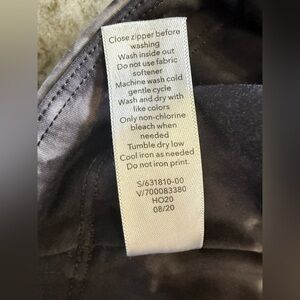 Close zipper before
washing
Wash inside out
Do not use fabric
softener
Machine wash cold
gentle cycle
Wash and dry with
like colors
Only non-chlorine
bleach when
needed
Tumble dry low
Cool iron as needed
Do not iron print.
S/631810-00
V/700083380
HO20
08/20